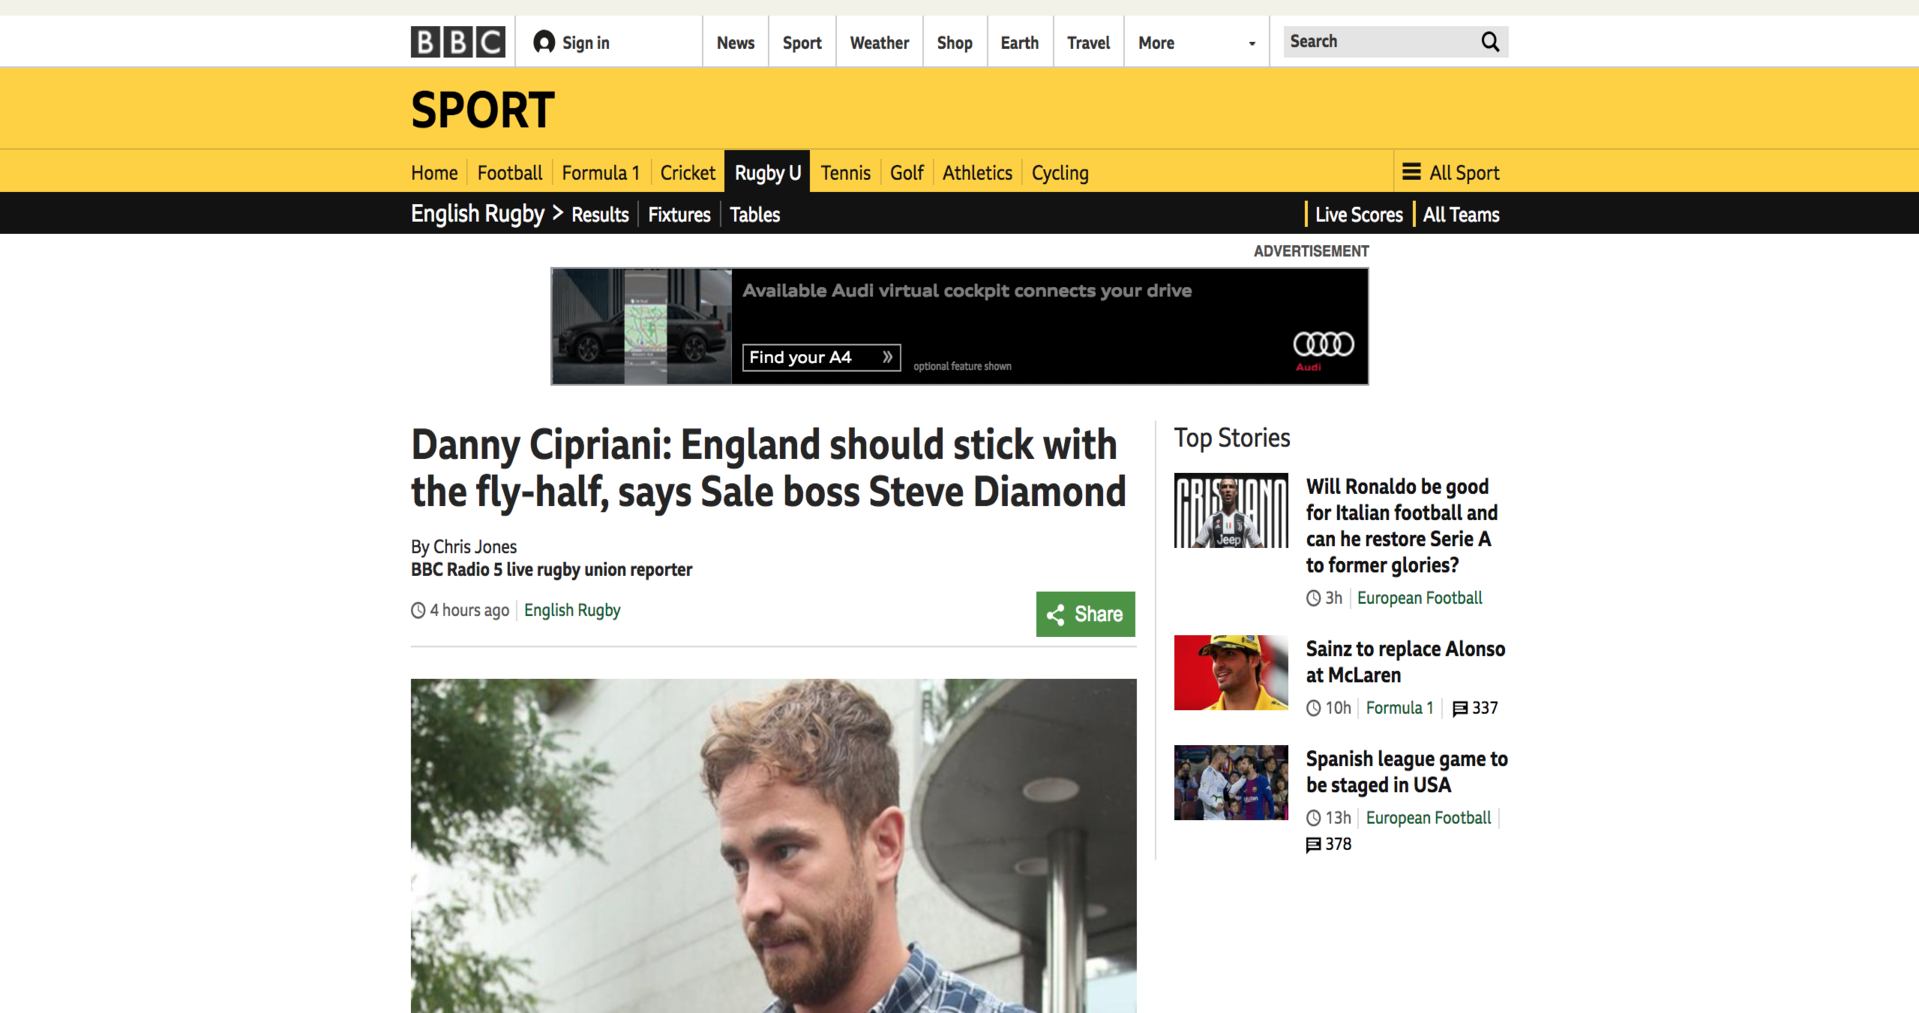 BBC
Sign in
News
Sport
Weather
Shop
Earth
Travel
More
Search
SPORT
Home
Football
Formula 1
Cricket
Rugby U
Tennis
Golf
Athletics
Cycling
All Sport
English Rugby
Results
Fixtures
Tables
Live Scores
All Teams
ADVERTISEMENT
Available Audi virtual cockpit connects your drive
Find your A4 »
optional feature shown
Audi
Danny Cipriani: England should stick with
the fly-half, says Sale boss Steve Diamond
By Chris Jones
BBC Radio 5 live rugby union reporter
4 hours ago
English Rugby
Share
Top Stories
CRISTIANO
Jeep
Will Ronaldo be good
for Italian football and
can he restore Serie A
to former glories?
3h
European Football
Sainz to replace Alonso
at McLaren
10h
Formula 1
337
Spanish league game to
be staged in USA
13h
European Football
378